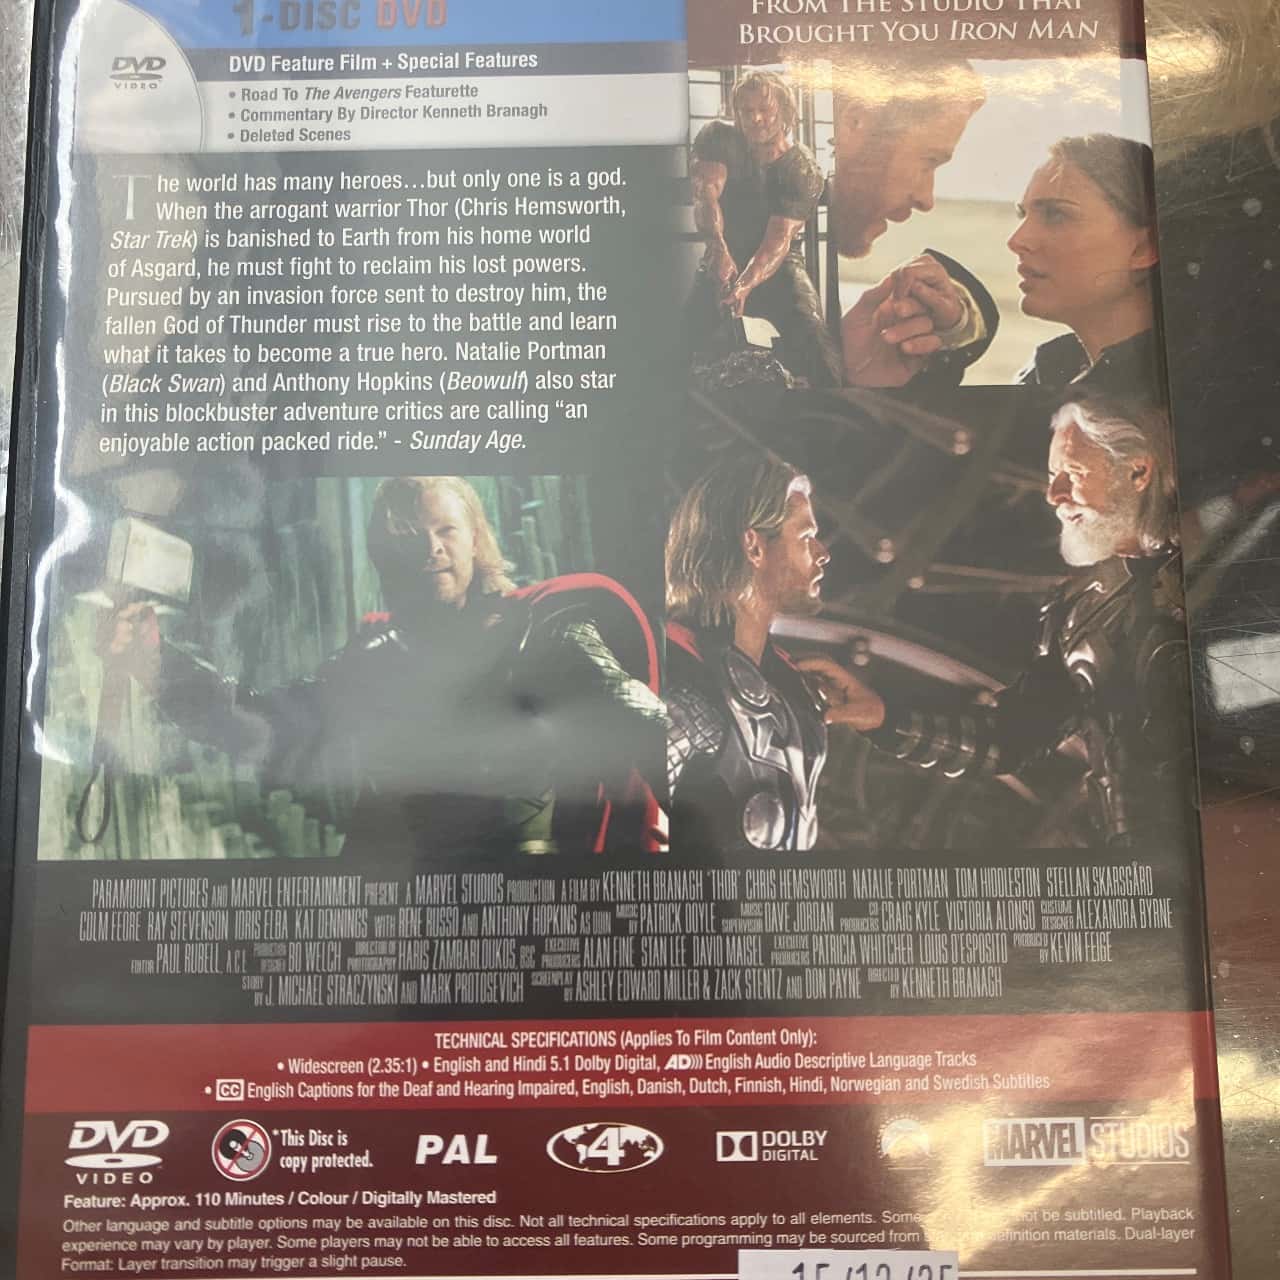 1-DISC DVD
FROM THE STUDIO THAT
BROUGHT YOU IRON MAN
DVD
VIDEO
DVD Feature Film + Special Features
• Road To The Avengers Featurette
• Commentary By Director Kenneth Branagh
• Deleted Scenes
The world has many heroes...but only one is a god.
When the arrogant warrior Thor (Chris Hemsworth,
Star Trek) is banished to Earth from his home world
of Asgard, he must fight to reclaim his lost powers.
Pursued by an invasion force sent to destroy him, the
fallen God of Thunder must rise to the battle and learn
what it takes to become a true hero. Natalie Portman
(Black Swan) and Anthony Hopkins (Beowulf) also star
in this blockbuster adventure critics are calling “an
enjoyable action packed ride.” - Sunday Age.
PARAMOUNT PICTURES AND MARVEL ENTERTAINMENT PRESENT A MARVEL STUDIOS PRODUCTION A FILM BY KENNETH BRANAGH "THOR" CHRIS HEMSWORTH NATALIE PORTMAN TOM HIDDLESTON STELLAN SKARSGÅRD
COLM FEORE RAY STEVENSON IDRIS ELBA KAT DENNINGS WITH RENE RUSSO AND ANTHONY HOPKINS AS ODIN MUSIC BY PATRICK DOYLE MUSIC SUPERVISION DAVE JORDAN CO PRODUCERS CRAIG KYLE VICTORIA ALONSO COSTUME DESIGNER ALEXANDRA BYRNE
EDITOR PAUL RUBELL, A.C.E. PRODUCTION DESIGNER BO WELCH DIRECTOR OF PHOTOGRAPHY HARIS ZAMBARLOUKOS, BSC EXECUTIVE PRODUCERS ALAN FINE STAN LEE DAVID MAISEL EXECUTIVE PRODUCERS PATRICIA WHITCHER LOUIS D'ESPOSITO PRODUCED BY KEVIN FEIGE
STORY BY J. MICHAEL STRACZYNSKI AND MARK PROTOSEVICH SCREENPLAY BY ASHLEY EDWARD MILLER & ZACK STENTZ AND DON PAYNE DIRECTED BY KENNETH BRANAGH
TECHNICAL SPECIFICATIONS (Applies To Film Content Only):
• Widescreen (2.35:1) • English and Hindi 5.1 Dolby Digital, AD))) English Audio Descriptive Language Tracks
• CC English Captions for the Deaf and Hearing Impaired, English, Danish, Dutch, Finnish, Hindi, Norwegian and Swedish Subtitles
DVD
VIDEO
*This Disc is
copy protected.
PAL
4
DOLBY
DIGITAL
MARVEL STUDIOS
Feature: Approx. 110 Minutes / Colour / Digitally Mastered
Other language and subtitle options may be available on this disc. Not all technical specifications apply to all elements. Some not be subtitled. Playback
experience may vary by player. Some players may not be able to access all features. Some programming may be sourced from definition materials. Dual-layer
Format: Layer transition may trigger a slight pause.